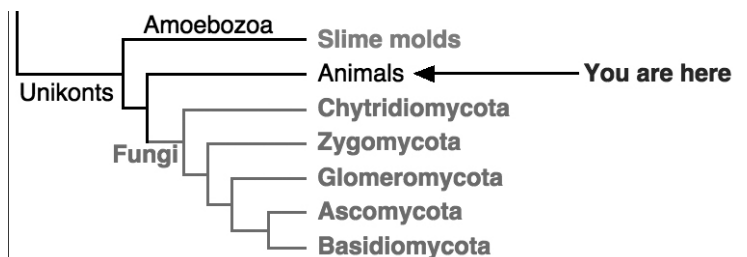 Amoebozoa
Slime molds
Animals
You are here
Unikonts
Chytridiomycota
Zygomycota
Fungi
Glomeromycota
Ascomycota
Basidiomycota